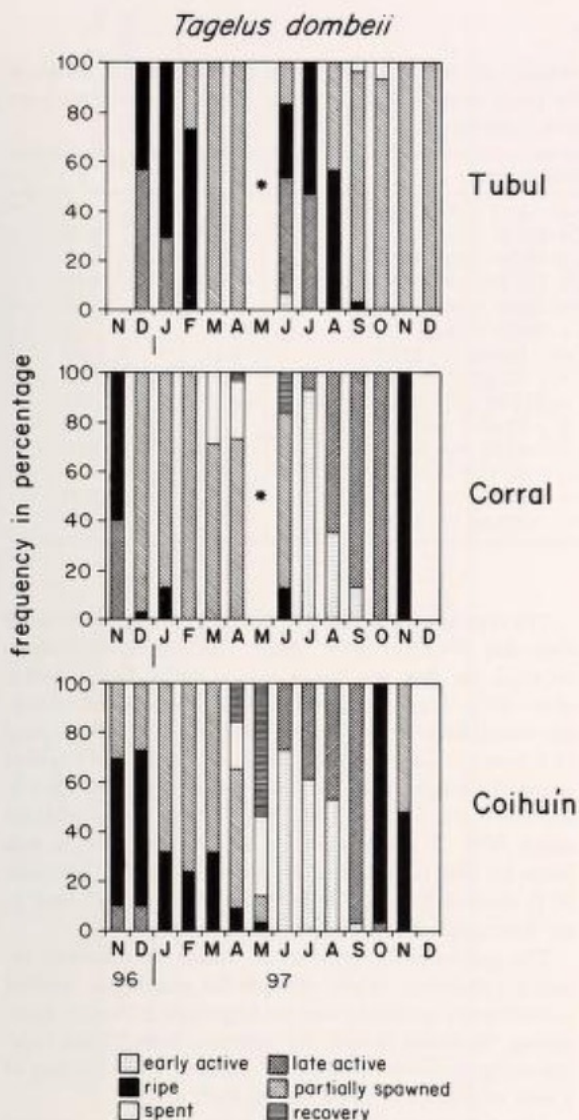 Tagelus dombeii
100
80
60
40
20
0
*
N D J F M A M J J A S O N D
Tubul
frequency in percentage
100
80
60
40
20
0
*
N D J F M A M J J A S O N D
Corral
100
80
60
40
20
0
N D J F M A M J J A S O N D
Coihuín
96 97
early active late active
ripe partially spawned
spent recovery